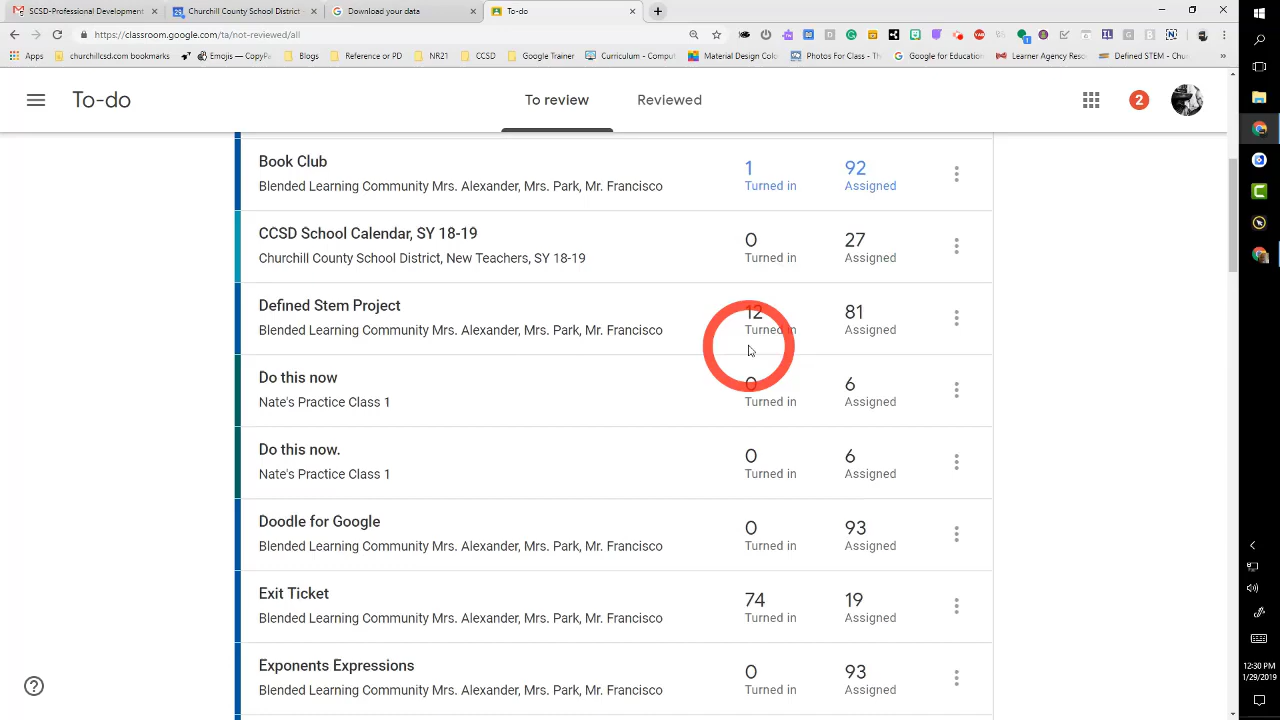 SCSD-Professional Development
Churchill County School District
Download your data
To-do
https://classroom.google.com/ta/not-reviewed/all
Apps
churchillcsd.com bookmarks
Emojis — CopyPa
Blogs
Reference or PD
NR21
CCSD
Google Trainer
Curriculum - Comput
Material Google - Goo
Photos For Class - Th
Google for Education
Learner Agency Reso
Defined STEM - Churc
»
To-do
To review
Reviewed
2
Book Club
1
92
Blended Learning Community Mrs. Alexander, Mrs. Park, Mr. Francisco
Turned in
Assigned
CCSD School Calendar, SY 18-19
0
27
Churchill County School District, New Teachers, SY 18-19
Turned in
Assigned
Defined Stem Project
12
81
Blended Learning Community Mrs. Alexander, Mrs. Park, Mr. Francisco
Turned in
Assigned
Do this now
0
6
Nate's Practice Class 1
Turned in
Assigned
Do this now.
0
6
Nate's Practice Class 1
Turned in
Assigned
Doodle for Google
0
93
Blended Learning Community Mrs. Alexander, Mrs. Park, Mr. Francisco
Turned in
Assigned
Exit Ticket
74
19
Blended Learning Community Mrs. Alexander, Mrs. Park, Mr. Francisco
Turned in
Assigned
Exponents Expressions
0
93
Blended Learning Community Mrs. Alexander, Mrs. Park, Mr. Francisco
Turned in
Assigned
12:30 PM
1/29/2019